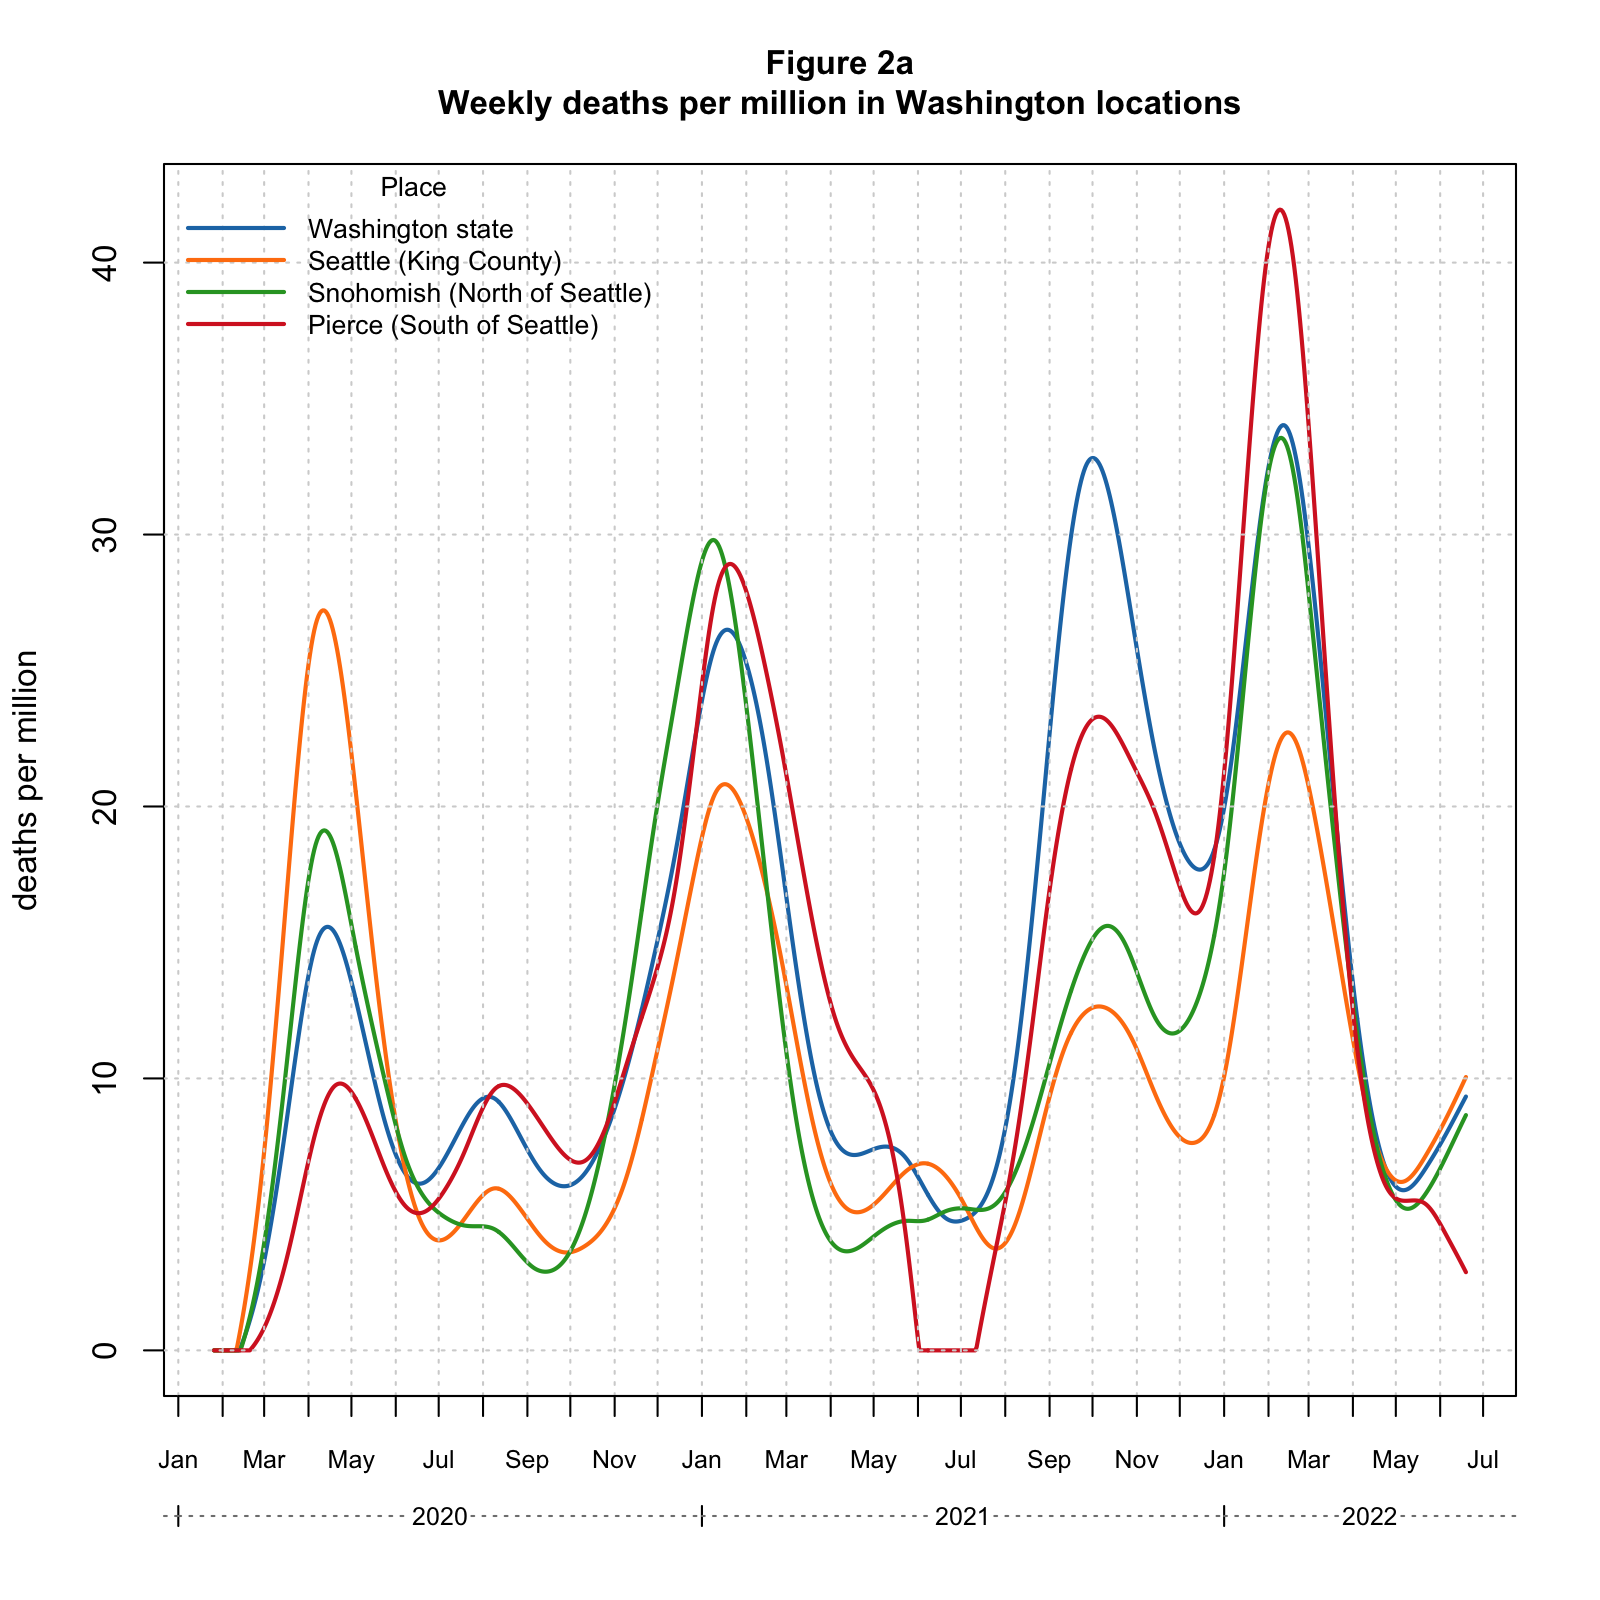 Figure 2a
Weekly deaths per million in Washington locations
Place
Washington state
Seattle (King County)
Snohomish (North of Seattle)
Pierce (South of Seattle)
deaths per million
40
30
20
10
0
Jan Mar May Jul Sep Nov Jan Mar May Jul Sep Nov Jan Mar May Jul
2020 2021 2022